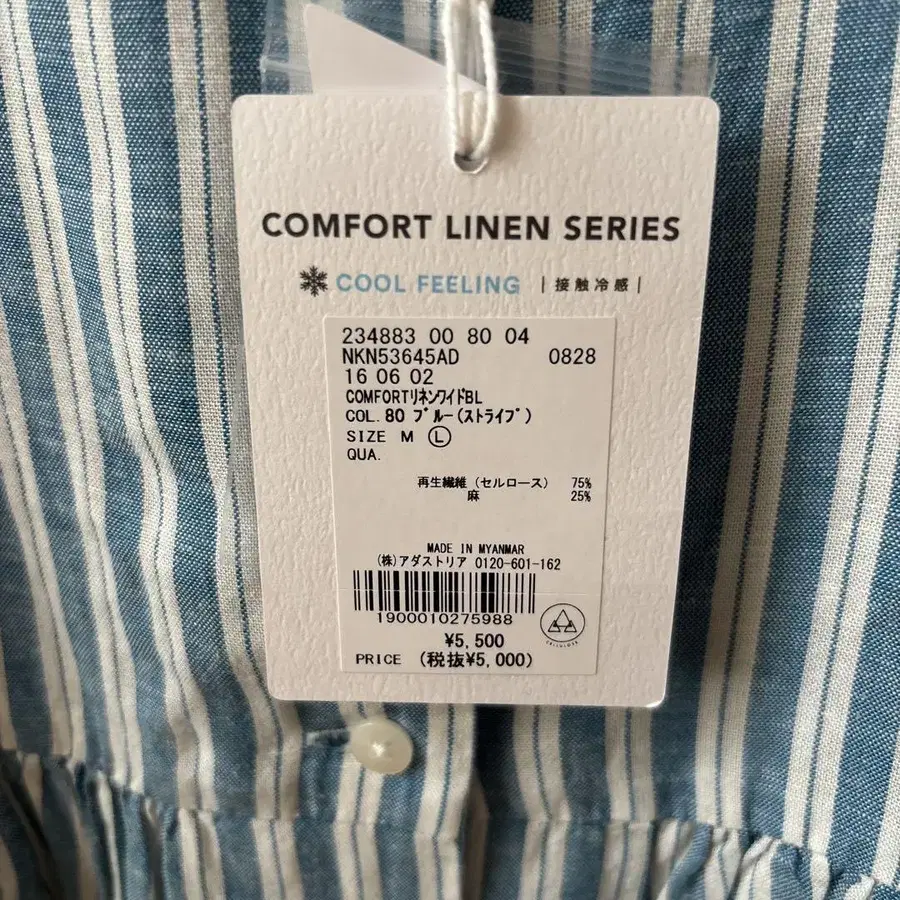 COMFORT LINEN SERIES
COOL FEELING |接触冷感|
234883 00 80 04
NKN53645AD 0828
16 06 02
COMFORTリネンワイドBL
COL.80 ブルー(ストライプ)
SIZE M Ⓛ
QUA.
再生繊維(セルロース) 75%
麻 25%
MADE IN MYANMAR
(株)アダストリア 0120-601-162
1900010275988
CELLULOSE
¥5,500
PRICE (税抜¥5,000)